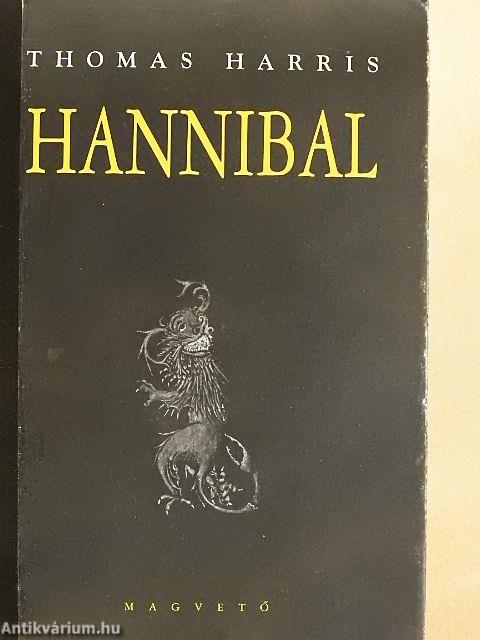 THOMAS HARRIS
HANNIBAL
MAGVETŐ
Antikvárium.hu